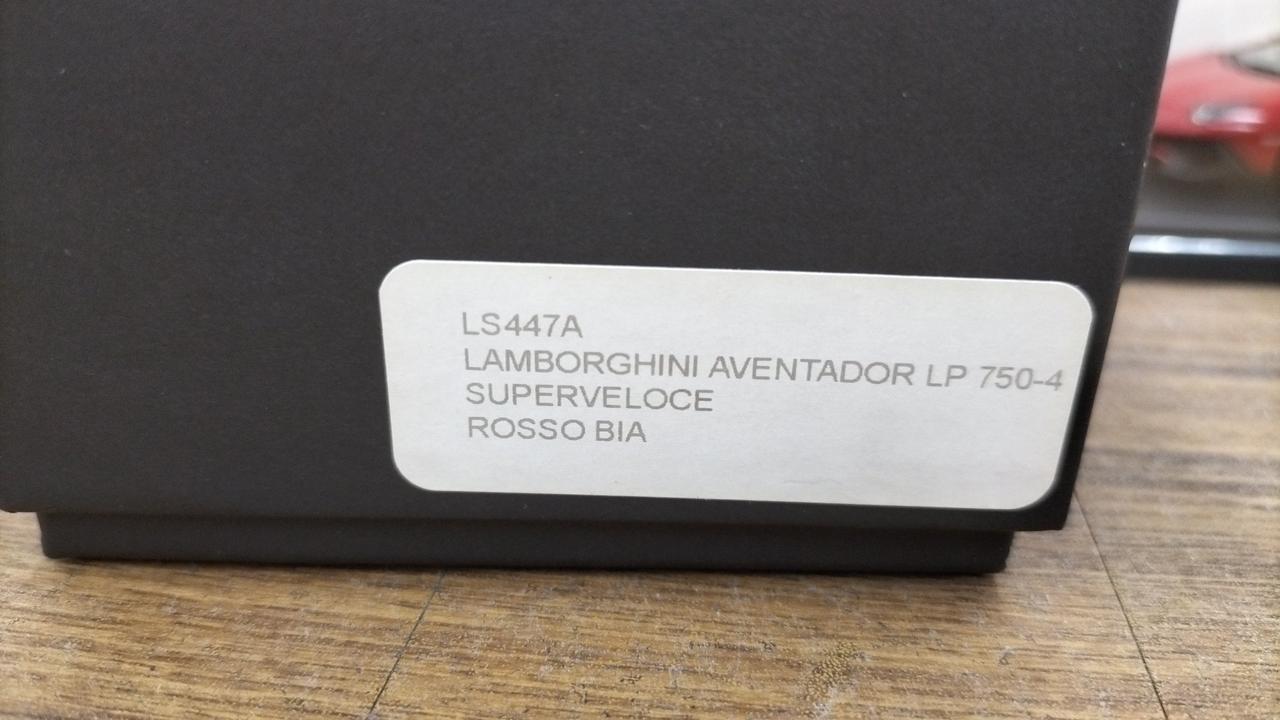 LS447A
LAMBORGHINI AVENTADOR LP 750-4
SUPERVELOCE
ROSSO BIA